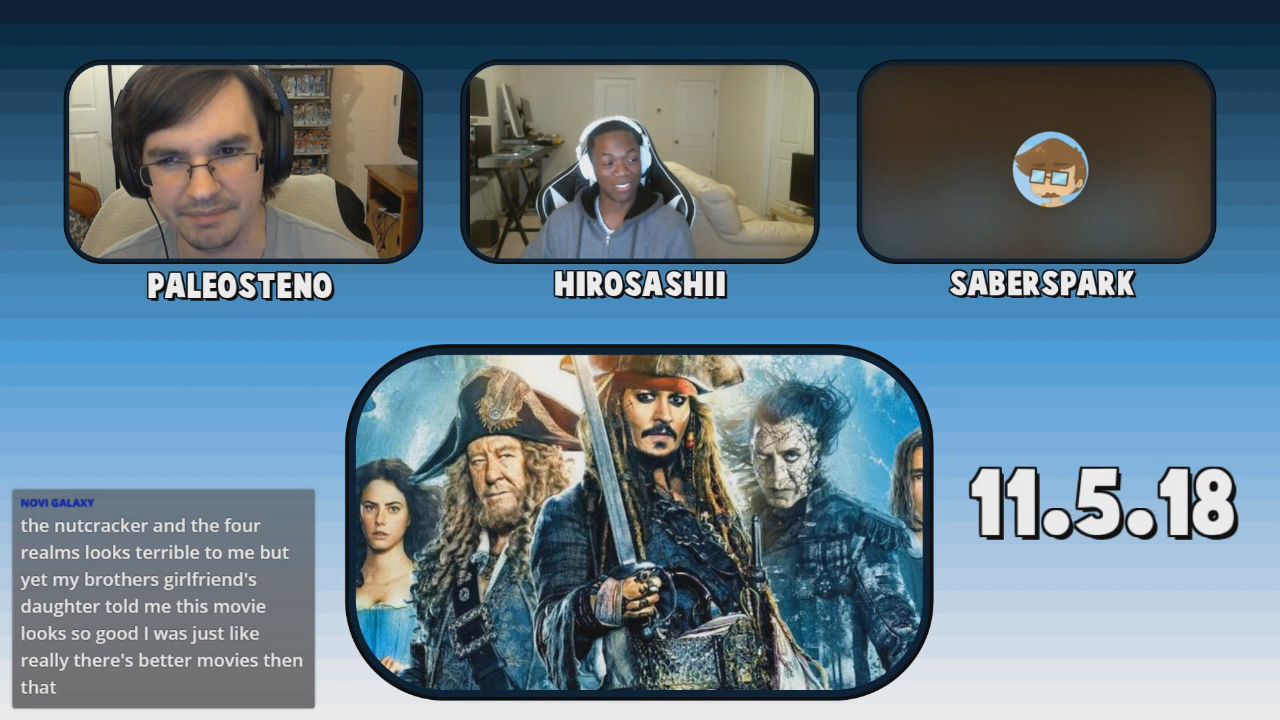 PALEOSTENO
HIROSASHII
SABERSPARK
11.5.18
NOVI GALAXY
the nutcracker and the four
realms looks terrible to me but
yet my brothers girlfriend's
daughter told me this movie
looks so good I was just like
really there's better movies then
that